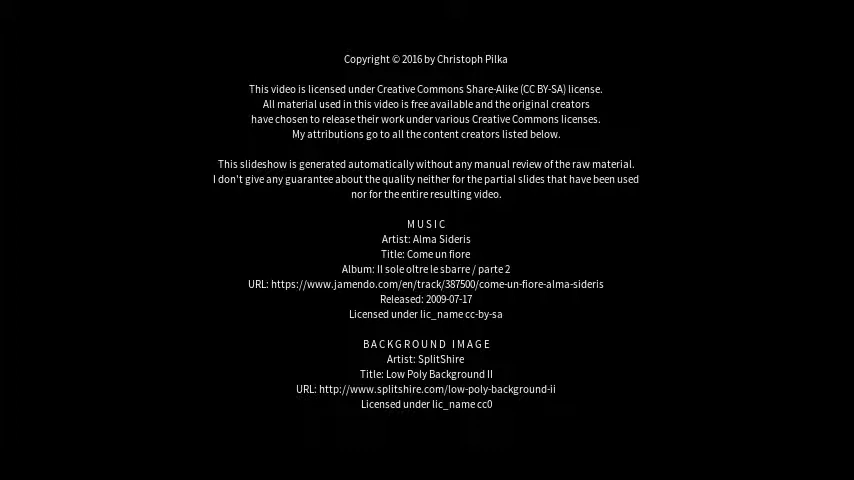 Copyright © 2016 by Christoph Pilka
This video is licensed under Creative Commons Share-Alike (CC BY-SA) license.
All material used in this video is free available and the original creators
have chosen to release their work under various Creative Commons licenses.
My attributions go to all the content creators listed below.
This slideshow is generated automatically without any manual review of the raw material.
I don't give any guarantee about the quality neither for the partial slides that have been used
nor for the entire resulting video.
M U S I C
Artist: Alma Sideris
Title: Come un fiore
Album: Il sole oltre le sbarre / parte 2
URL: https://www.jamendo.com/en/track/387500/come-un-fiore-alma-sideris
Released: 2009-07-17
Licensed under lic_name cc-by-sa
B A C K G R O U N D   I M A G E
Artist: SplitShire
Title: Low Poly Background II
URL: http://www.splitshire.com/low-poly-background-ii
Licensed under lic_name cc0